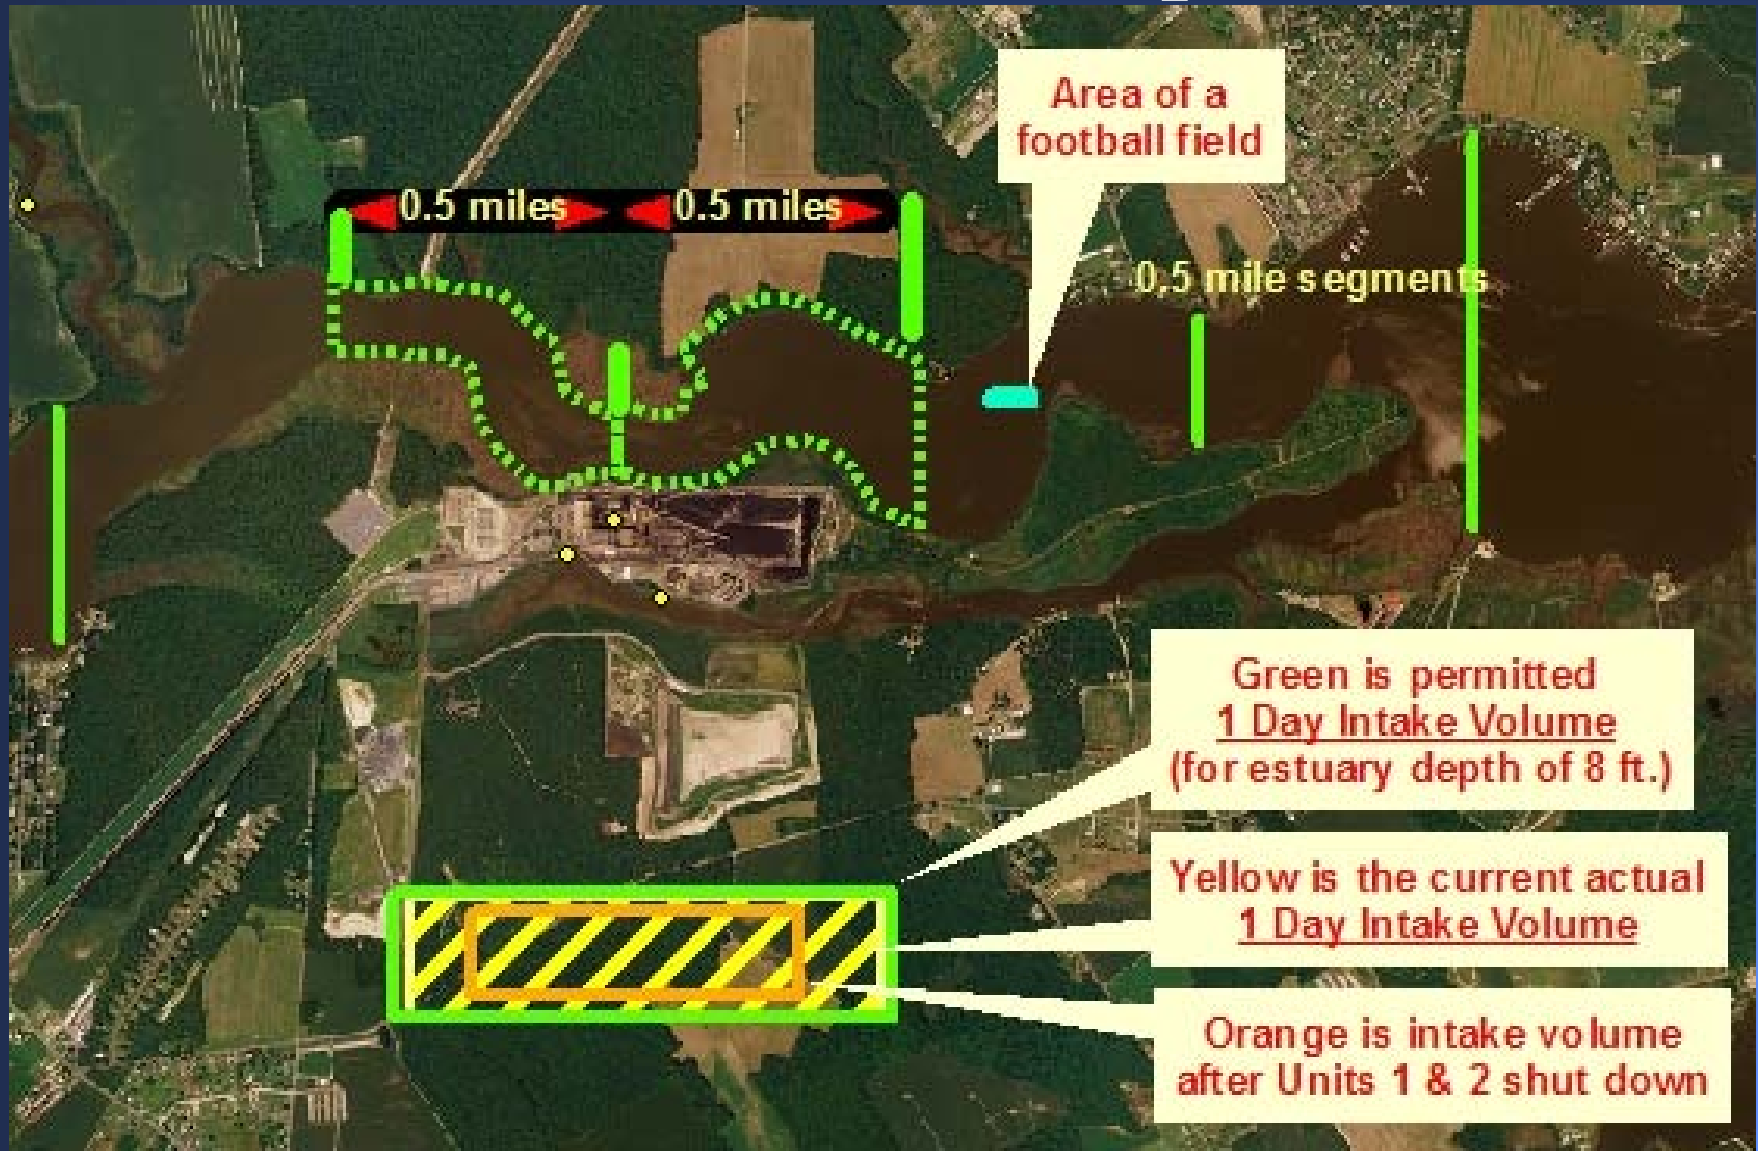 Area of a
football field
0.5 miles
0.5 miles
0.5 mile segments
Green is permitted
1 Day Intake Volume
(for estuary depth of 8 ft.)
Yellow is the current actual
1 Day Intake Volume
Orange is intake volume
after Units 1 & 2 shut down